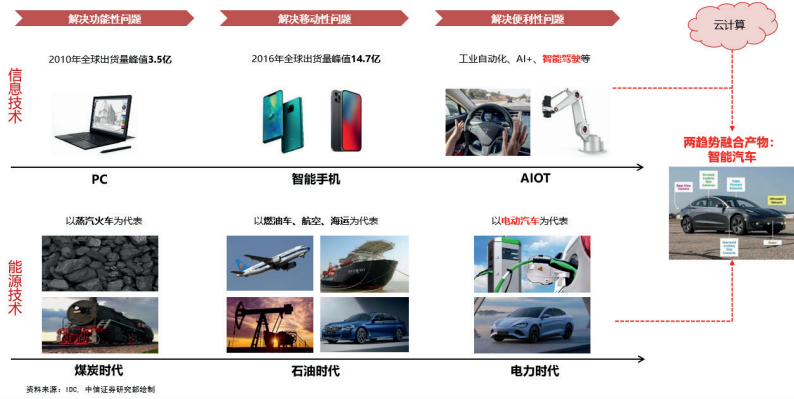 解决功能性问题
解决移动性问题
解决便利性问题
云计算
2010年全球出货量峰值3.5亿
2016年全球出货量峰值14.7亿
工业自动化、AI+、智能驾驶等
信息技术
PC
智能手机
AIOT
两趋势融合产物:
智能汽车
以蒸汽火车为代表
以燃油车、航空、海运为代表
以电动汽车为代表
能源技术
煤炭时代
石油时代
电力时代
资料来源：IDC, 中信证券研究部绘制